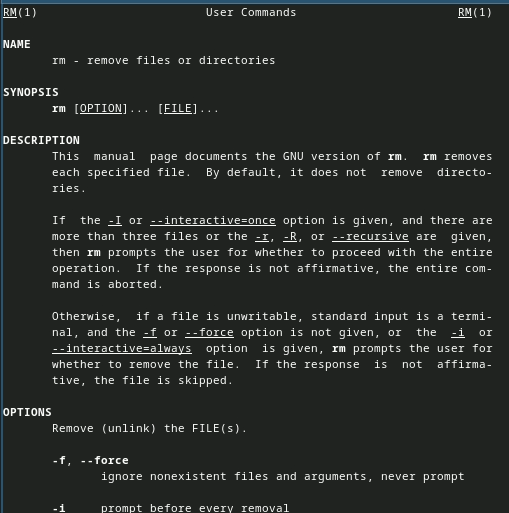 RM(1) User Commands RM(1)
NAME
rm - remove files or directories
SYNOPSIS
rm [OPTION]... [FILE]...
DESCRIPTION
This manual page documents the GNU version of rm. rm removes
each specified file. By default, it does not remove directo-
ries.
If the -I or --interactive=once option is given, and there are
more than three files or the -r, -R, or --recursive are given,
then rm prompts the user for whether to proceed with the entire
operation. If the response is not affirmative, the entire com-
mand is aborted.
Otherwise, if a file is unwritable, standard input is a termi-
nal, and the -f or --force option is not given, or the -i or
--interactive=always option is given, rm prompts the user for
whether to remove the file. If the response is not affirma-
tive, the file is skipped.
OPTIONS
Remove (unlink) the FILE(s).
-f, --force
ignore nonexistent files and arguments, never prompt
-i prompt before every removal